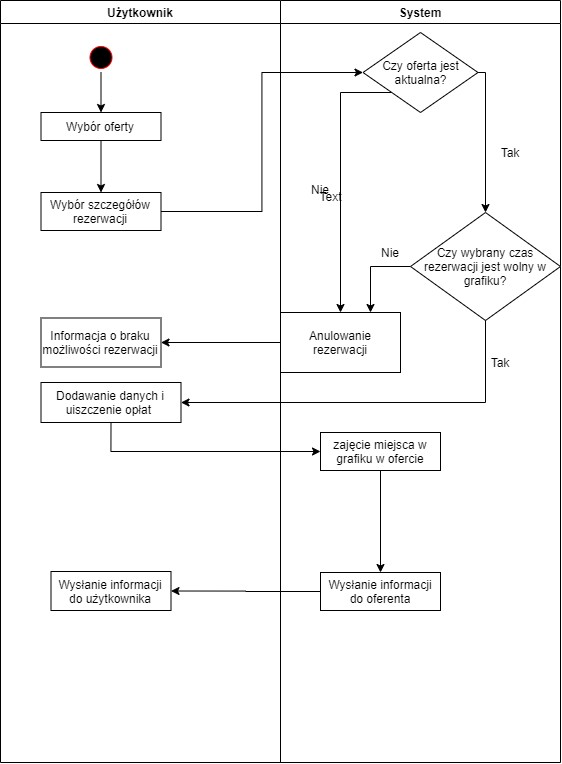 Użytkownik
System
Czy oferta jest
aktualna?
Wybór oferty
Tak
Nie
Text
Wybór szczegółów
rezerwacji
Nie
Czy wybrany czas
rezerwacji jest wolny w
grafiku?
Informacja o braku
możliwości rezerwacji
Anulowanie
rezerwacji
Tak
Dodawanie danych i
uiszczenie opłat
zajęcie miejsca w
grafiku w ofercie
Wysłanie informacji
do użytkownika
Wysłanie informacji
do oferenta